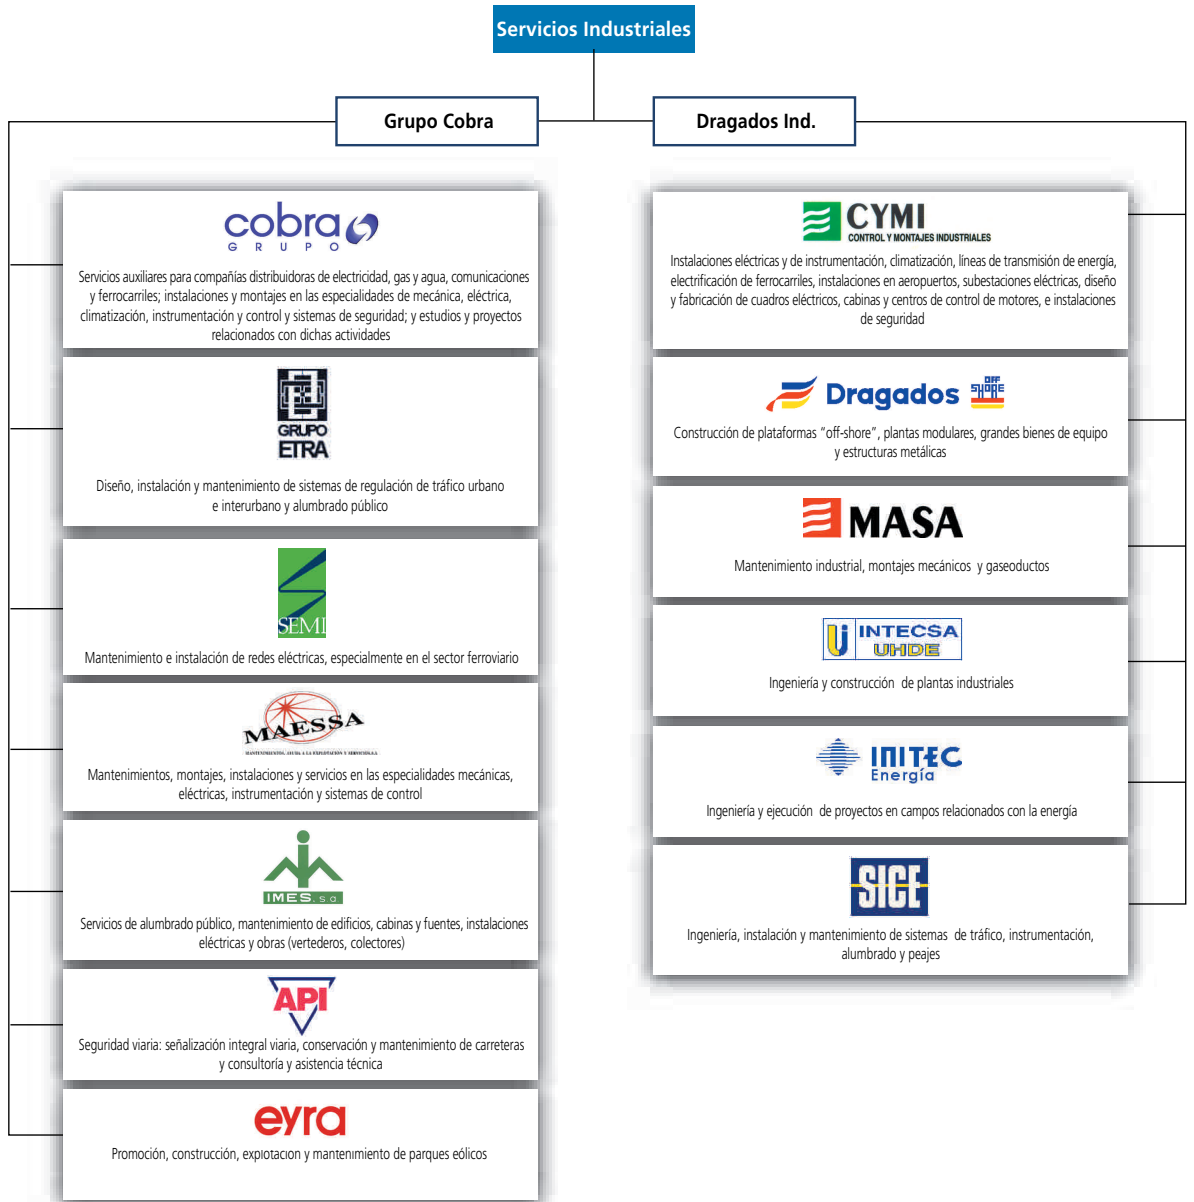 Servicios Industriales
Grupo Cobra
Dragados Ind.
cobra
GRUPO
Servicios auxiliares para compañías distribuidoras de electricidad, gas y agua, comunicaciones
y ferrocarriles; instalaciones y montajes en las especialidades de mecánica, eléctrica,
climatización, instrumentación y control y sistemas de seguridad; y estudios y proyectos
relacionados con dichas actividades
GRUPO
ETRA
Diseño, instalación y mantenimiento de sistemas de regulación de tráfico urbano
e interurbano y alumbrado público
SEMI
Mantenimiento e instalación de redes eléctricas, especialmente en el sector ferroviario
MAESSA
MANTENIMIENTOS, AYUDA A LA EXPLOTACIÓN Y SERVICIOS, S.A.
Mantenimientos, montajes, instalaciones y servicios en las especialidades mecánicas,
eléctricas, instrumentación y sistemas de control
IMES, s.a
Servicios de alumbrado público, mantenimiento de edificios, cabinas y fuentes, instalaciones
eléctricas y obras (vertederos, colectores)
API
Seguridad viaria: señalización integral viaria, conservación y mantenimiento de carreteras
y consultoría y asistencia técnica
eyra
Promoción, construcción, explotación y mantenimiento de parques eólicos
CYMI
CONTROL Y MONTAJES INDUSTRIALES
Instalaciones eléctricas y de instrumentación, climatización, líneas de transmisión de energía,
electrificación de ferrocarriles, instalaciones en aeropuertos, subestaciones eléctricas, diseño
y fabricación de cuadros eléctricos, cabinas y centros de control de motores, e instalaciones
de seguridad
Dragados OFF SHORE
Construcción de plataformas "off-shore", plantas modulares, grandes bienes de equipo
y estructuras metálicas
MASA
Mantenimiento industrial, montajes mecánicos y gaseoductos
INTECSA
UHDE
Ingeniería y construcción de plantas industriales
INITEC
Energía
Ingeniería y ejecución de proyectos en campos relacionados con la energía
SICE
Ingeniería, instalación y mantenimiento de sistemas de tráfico, instrumentación,
alumbrado y peajes